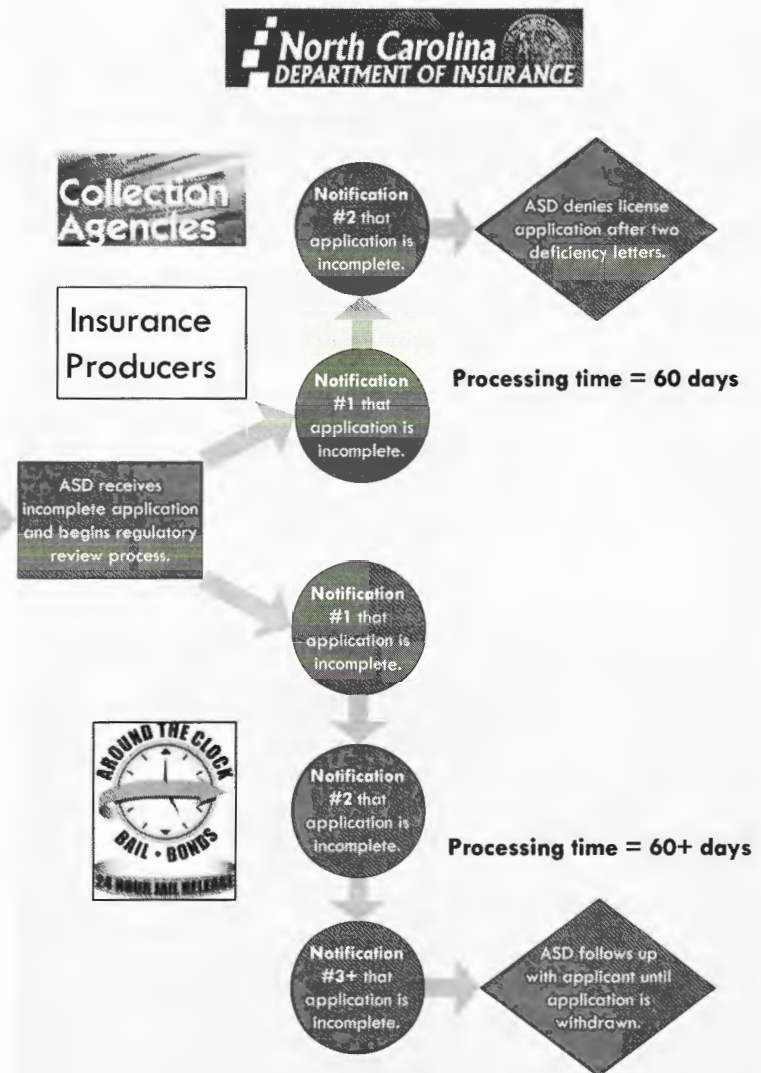 North Carolina
DEPARTMENT OF INSURANCE
Collection
Agencies
Notification
#2 that
application is
incomplete.
ASD denies license
application after two
deficiency letters.
Insurance
Producers
Notification
#1 that
application is
incomplete.
Processing time = 60 days
ASD receives
incomplete application
and begins regulatory
review process.
Notification
#1 that
application is
incomplete.
AROUND THE CLOCK
BAIL • BONDS
24 HOUR JAIL RELEASE
Notification
#2 that
application is
incomplete.
Processing time = 60+ days
Notification
#3+ that
application is
incomplete.
ASD follows up
with applicant until
application is
withdrawn.